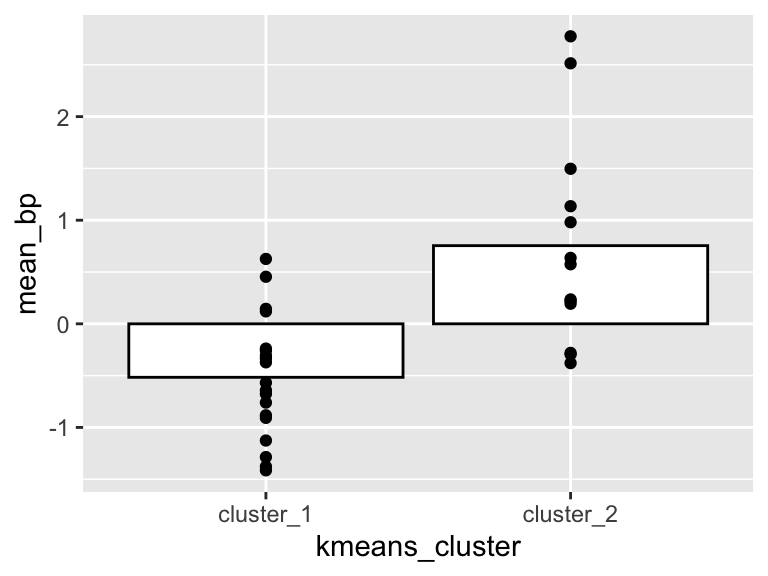 2
1
0
-1
mean_bp
cluster_1
cluster_2
kmeans_cluster